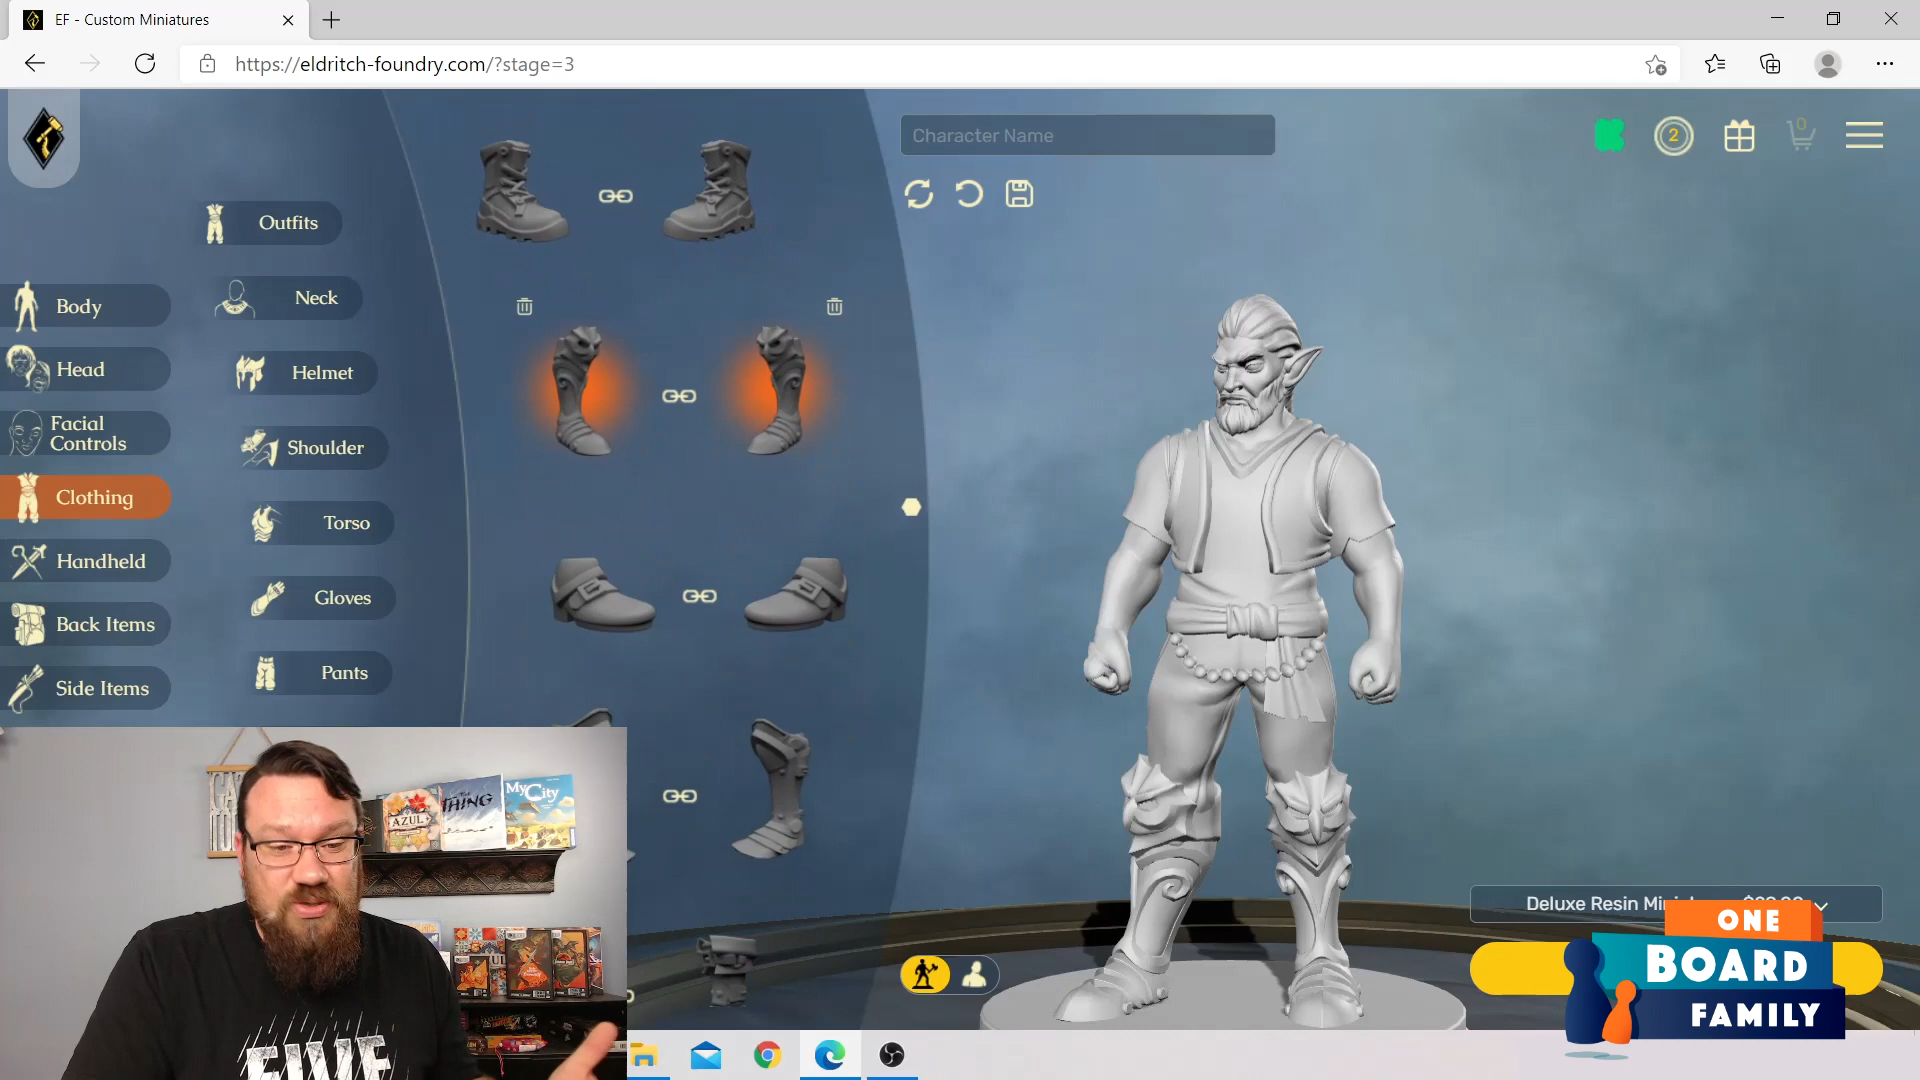 EF - Custom Miniatures
https://eldritch-foundry.com/?stage=3
Character Name
2
0
Outfits
Neck
Body
Helmet
Head
Shoulder
Facial
Controls
Clothing
Torso
Handheld
Gloves
Back Items
Pants
Side Items
Deluxe Resin
AZUL
THING
My City
ONE
BOARD
FAMILY